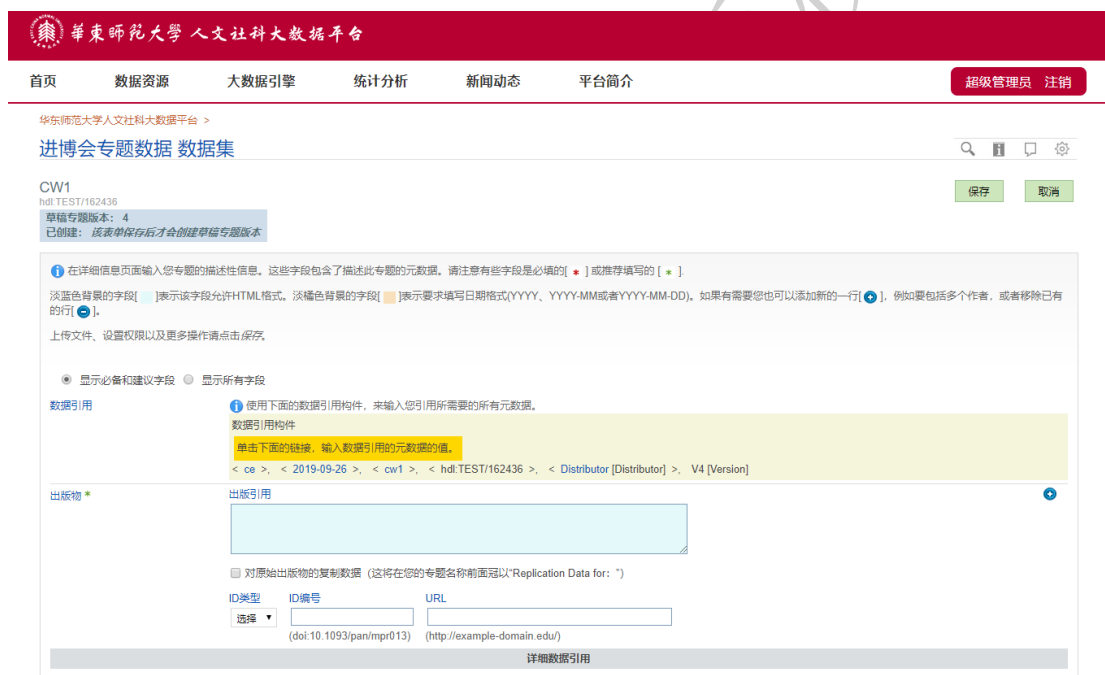 華東師範大學 人文社科大数据平台
首页 数据资源 大数据引擎 统计分析 新闻动态 平台简介 超级管理员 注销
华东师范大学人文社科大数据平台 >
进博会专题数据 数据集
CW1 保存 取消
hdl:TEST/162436
草稿专题版本: 4
已创建: 该表单保存后才会创建草稿专题版本
在详细信息页面输入您专题的描述性信息。这些字段包含了描述此专题的元数据。请注意有些字段是必填的[ * ] 或推荐填写的 [ * ].
淡蓝色背景的字段[ ]表示该字段允许HTML格式。淡橘色背景的字段[ ]表示要求填写日期格式(YYYY、YYYY-MM或者YYYY-MM-DD)。如果有需要您也可以添加新的一行[ + ],例如要包括多个作者,或者移除已有
的行[ - ]。
上传文件、设置权限以及更多操作请点击保存.
显示必备和建议字段 显示所有字段
数据引用 使用下面的数据引用构件,来输入您引用所需要的所有元数据。
数据引用构件
单击下面的链接,输入数据引用的元数据的值。
< ce >, < 2019-09-26 >, < cw1 >, < hdl:TEST/162436 >, < Distributor [Distributor] >, V4 [Version]
出版物 * 出版引用
对原始出版物的复制数据(这将在您的专题名称前面冠以“Replication Data for: ”)
ID类型 ID编号 URL
选择
(doi:10.1093/pan/mpr013) (http://example-domain.edu/)
详细数据引用